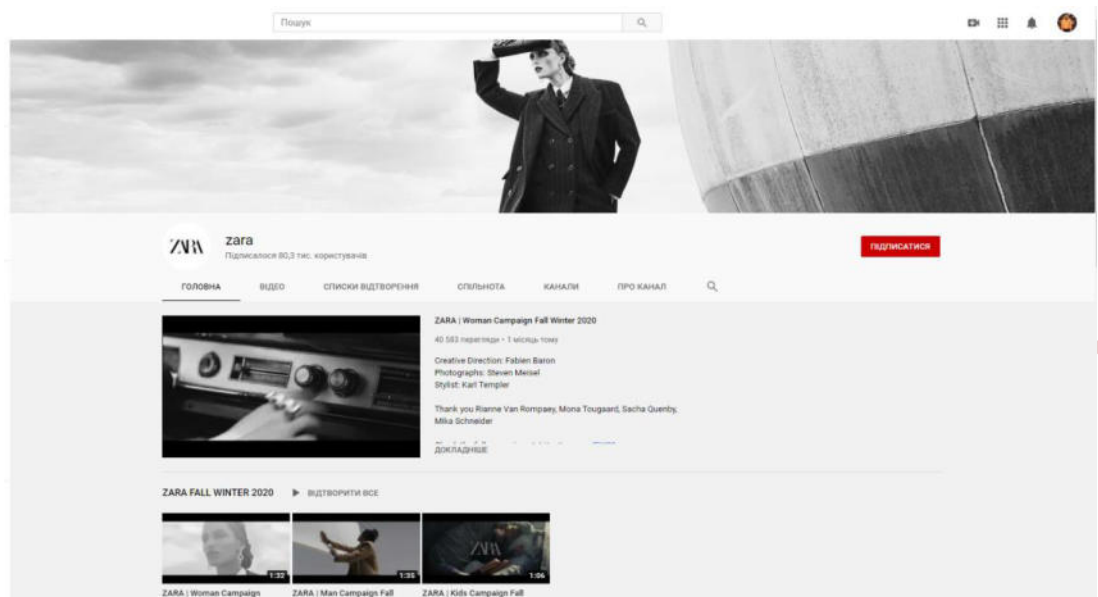 Пошук
ZARA
zara
Підписалося 80,3 тис. користувачів
ПІДПИСАТИСЯ
ГОЛОВНА ВІДЕО СПИСКИ ВІДТВОРЕННЯ СПІЛЬНОТА КАНАЛИ ПРО КАНАЛ
ZARA | Woman Campaign Fall Winter 2020
40 583 перегляди • 1 місяць тому
Creative Direction: Fabien Baron
Photographs: Steven Meisel
Stylist: Karl Templer
Thank you Rianne Van Rompaey, Mona Tougaard, Sacha Quenby,
Mika Schneider
ДОКЛАДНІШЕ
ZARA FALL WINTER 2020 ВІДТВОРИТИ ВСЕ
ZARA
1:32 1:35 1:06
ZARA | Woman Campaign ZARA | Man Campaign Fall ZARA | Kids Campaign Fall